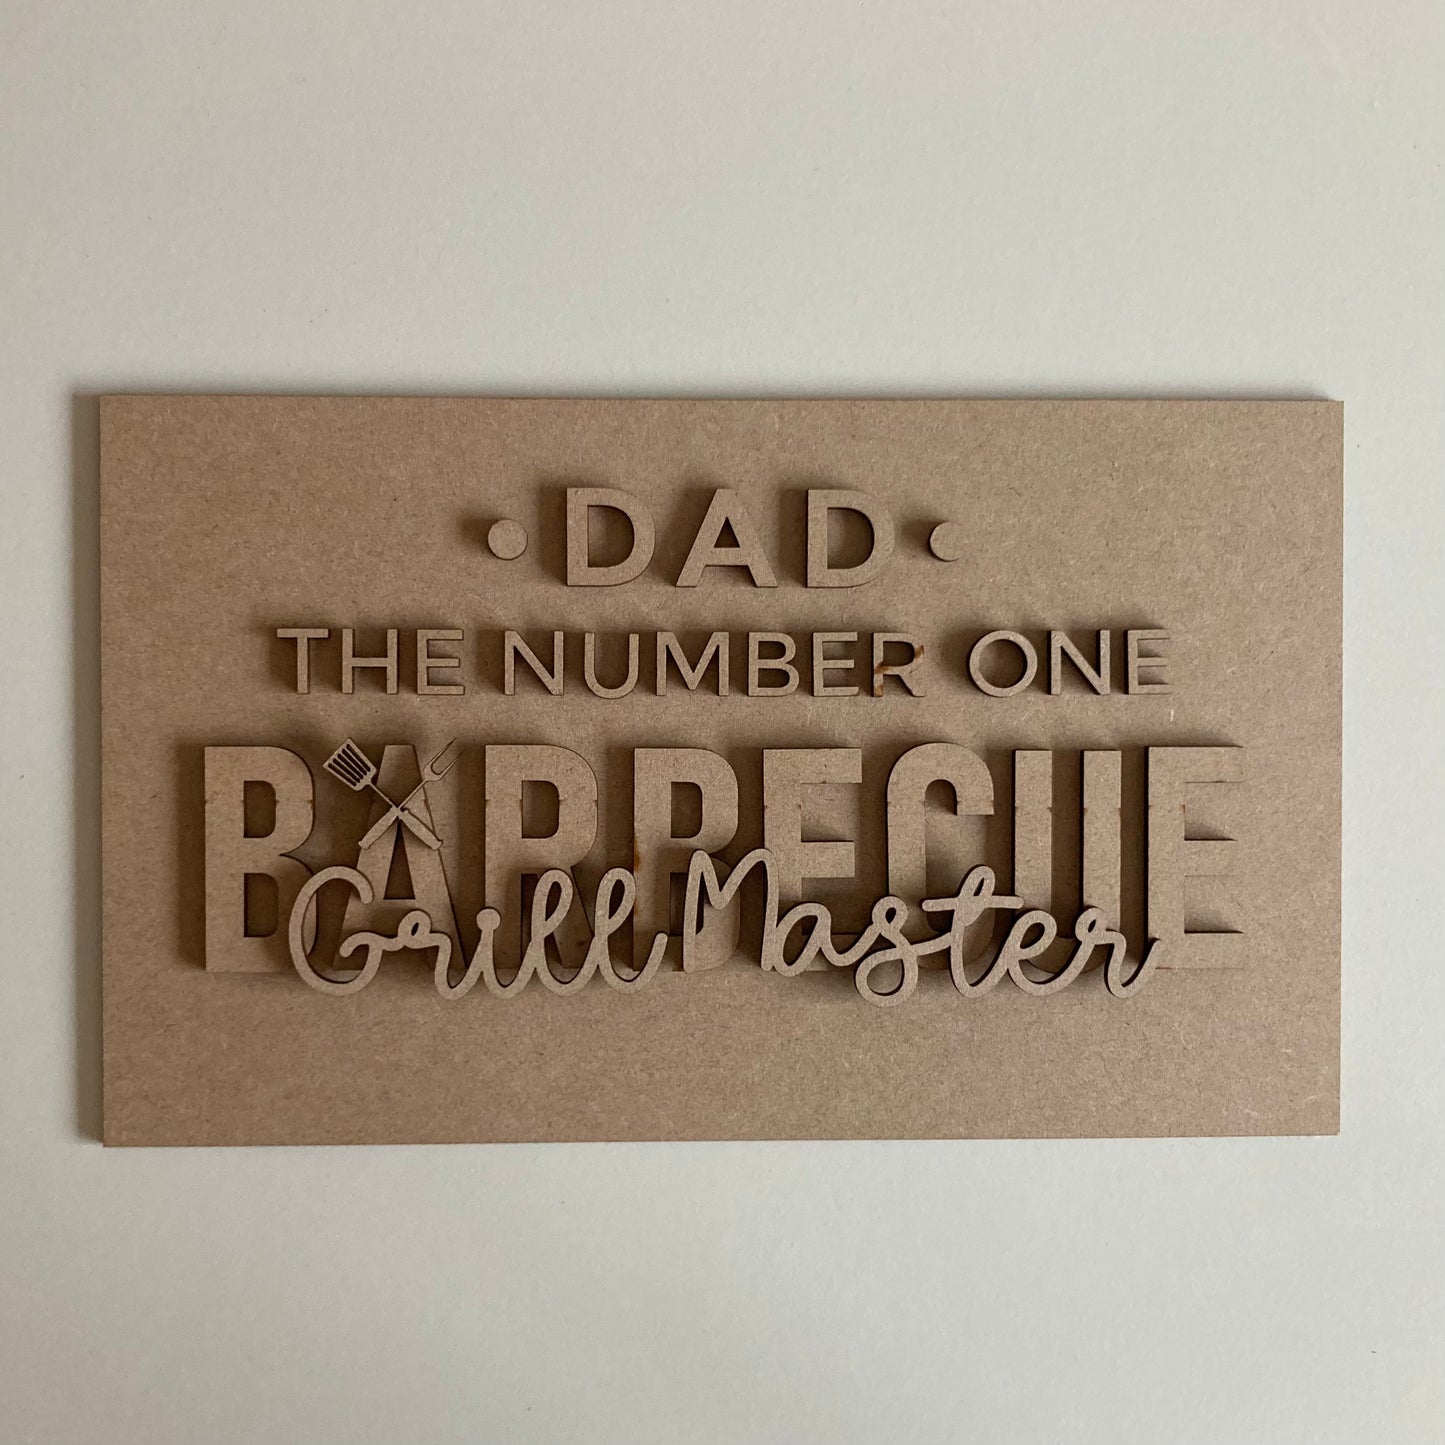 • DAD •
THE NUMBER ONE
BARBECUE
Grill Master